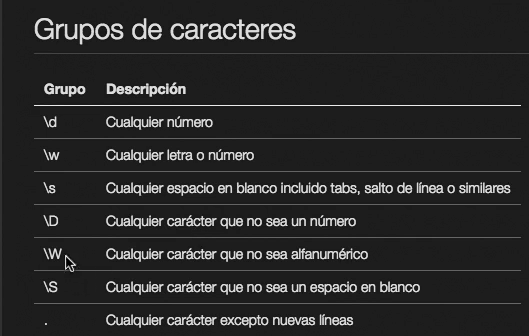 Grupos de caracteres
Grupo Descripción
\d Cualquier número
\w Cualquier letra o número
\s Cualquier espacio en blanco incluido tabs, salto de línea o similares
\D Cualquier carácter que no sea un número
\W Cualquier carácter que no sea alfanumérico
\S Cualquier carácter que no sea un espacio en blanco
. Cualquier carácter excepto nuevas líneas